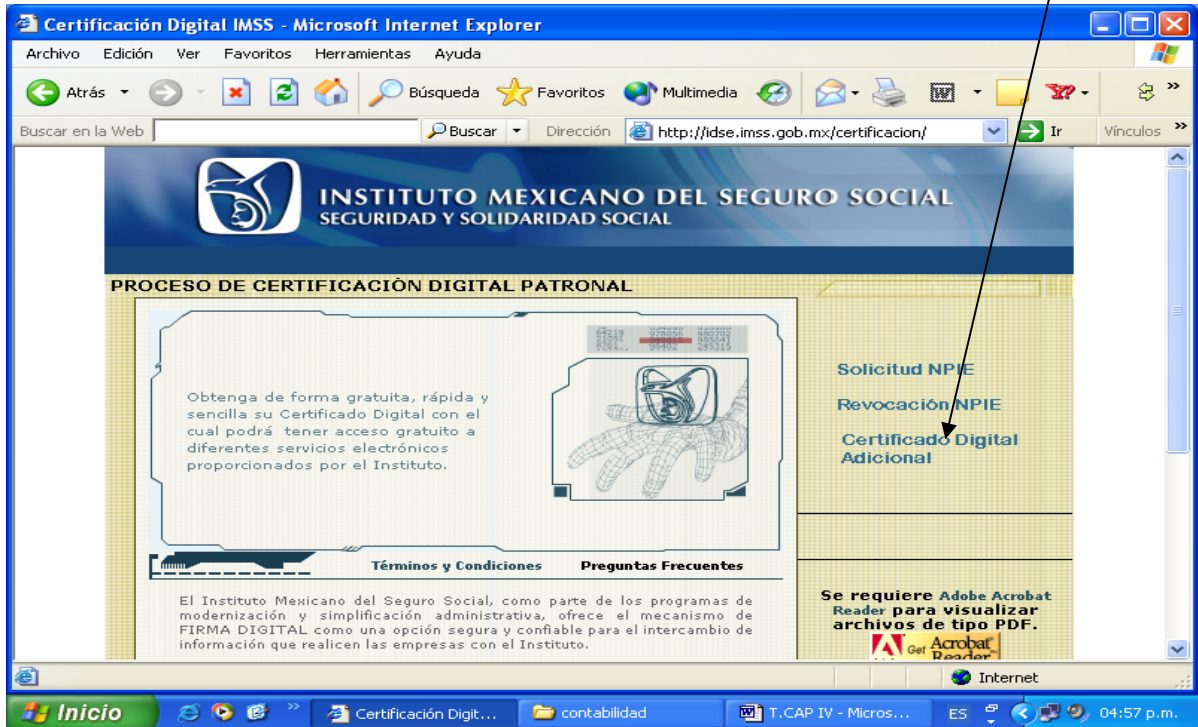 Certificación Digital IMSS - Microsoft Internet Explorer
Archivo Edición Ver Favoritos Herramientas Ayuda
Atrás Búsqueda Favoritos Multimedia
Buscar en la Web Buscar Dirección http://idse.imss.gob.mx/certificacion/ Ir Vínculos
INSTITUTO MEXICANO DEL SEGURO SOCIAL
SEGURIDAD Y SOLIDARIDAD SOCIAL
PROCESO DE CERTIFICACIÓN DIGITAL PATRONAL
Obtenga de forma gratuita, rápida y
sencilla su Certificado Digital con el
cual podrá tener acceso gratuito a
diferentes servicios electrónicos
proporcionados por el Instituto.
Solicitud NPIE
Revocación NPIE
Certificado Digital
Adicional
Términos y Condiciones Preguntas Frecuentes
El Instituto Mexicano del Seguro Social, como parte de los programas de
modernización y simplificación administrativa, ofrece el mecanismo de
FIRMA DIGITAL como una opción segura y confiable para el intercambio de
información que realicen las empresas con el Instituto.
Se requiere Adobe Acrobat
Reader para visualizar
archivos de tipo PDF.
Get Acrobat
Reader
Internet
Inicio Certificación Digit... contabilidad T.CAP IV - Micros... ES 04:57 p.m.